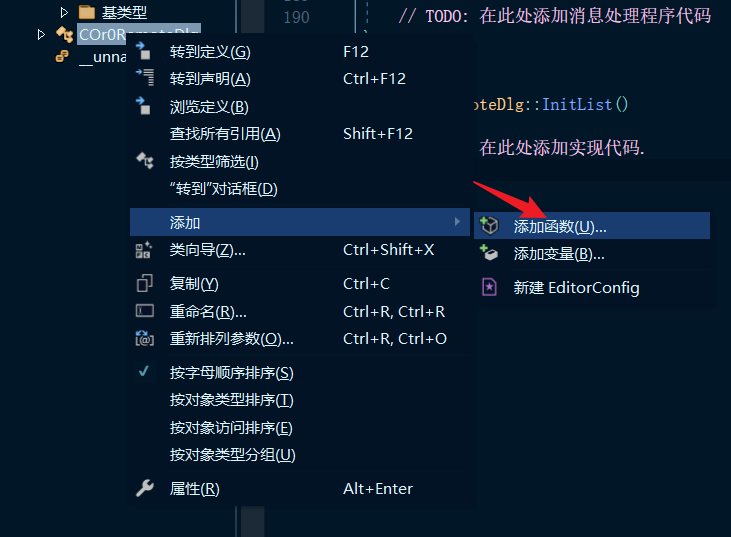 基类型
COr0RemoteDlg
__unna
190
// TODO: 在此处添加消息处理程序代码
}
oteDlg::InitList()
在此处添加实现代码.
转到定义(G) F12
转到声明(A) Ctrl+F12
浏览定义(B)
查找所有引用(A) Shift+F12
按类型筛选(I)
“转到”对话框(D)
添加
类向导(Z)... Ctrl+Shift+X
复制(Y) Ctrl+C
重命名(R)... Ctrl+R, Ctrl+R
重新排列参数(O)... Ctrl+R, Ctrl+O
按字母顺序排序(S)
按对象类型排序(T)
按对象访问排序(E)
按对象类型分组(U)
属性(R) Alt+Enter
添加函数(U)...
添加变量(B)...
新建 EditorConfig